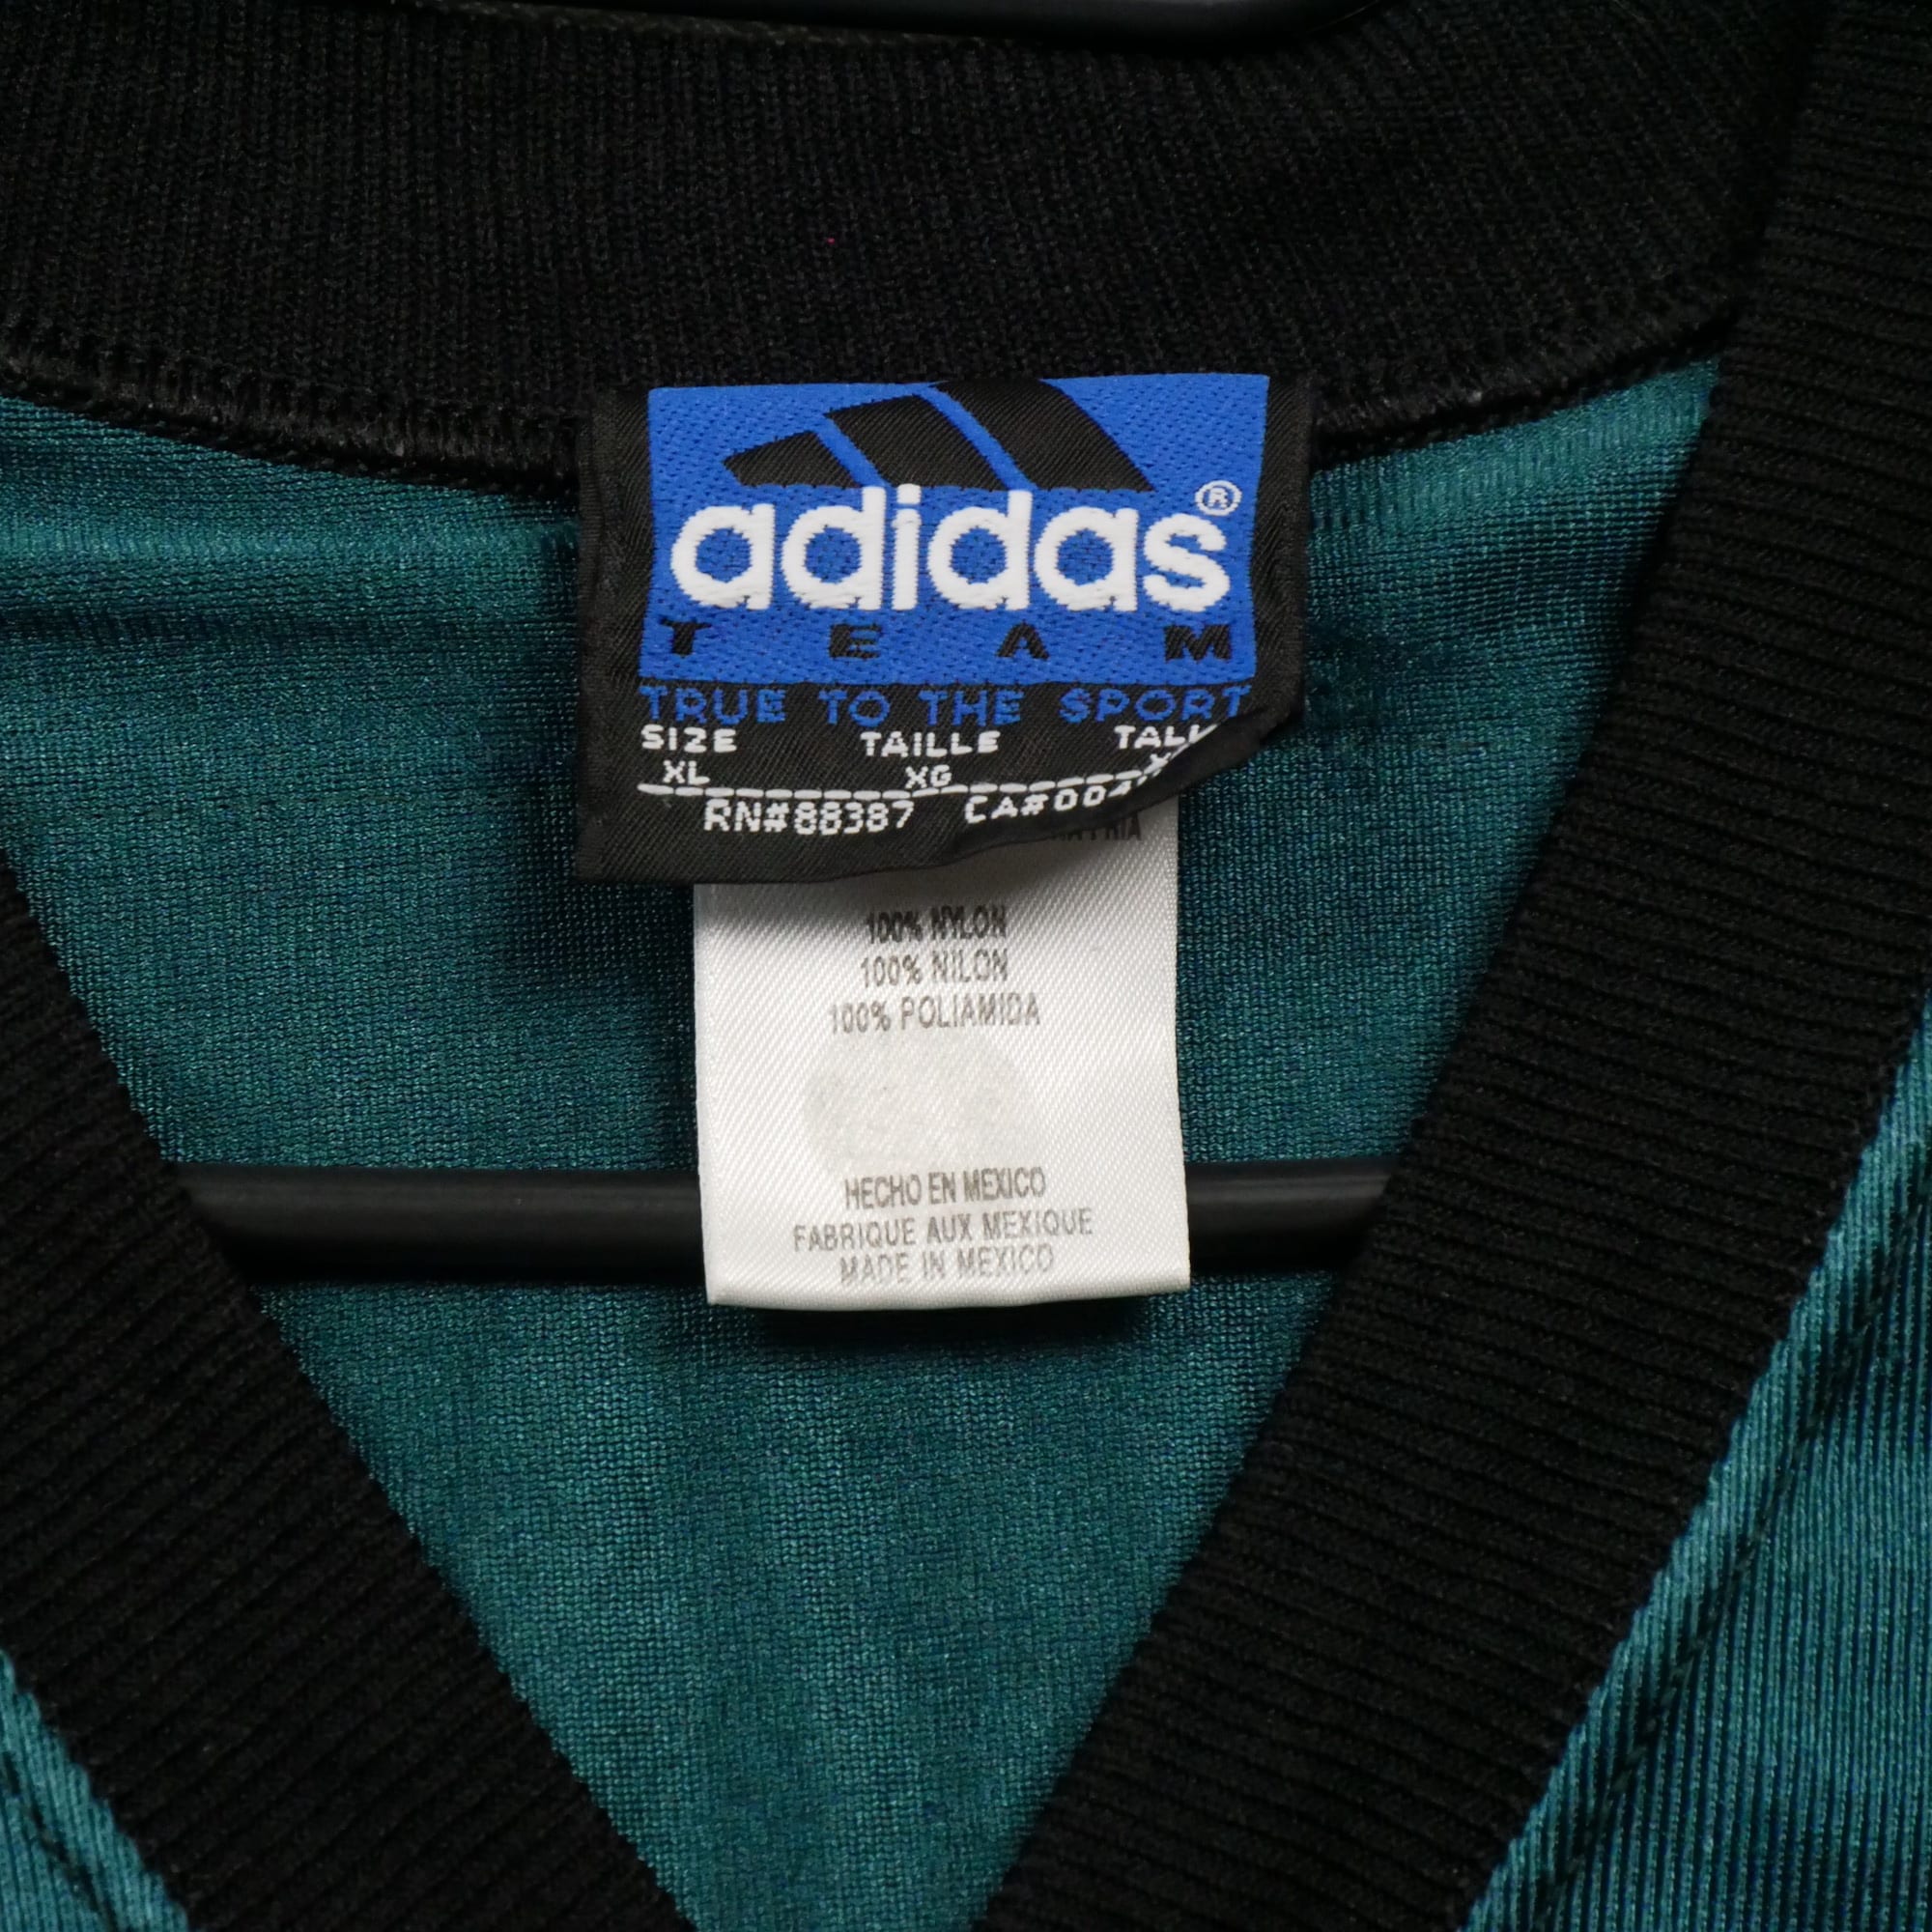 adidas®
TEAM
TRUE TO THE SPORT
SIZE TAILLE
XL XG
RN#88387
100% NYLON
100% NILON
100% POLIAMIDA
HECHO EN MEXICO
FABRIQUE AUX MEXIQUE
MADE IN MEXICO